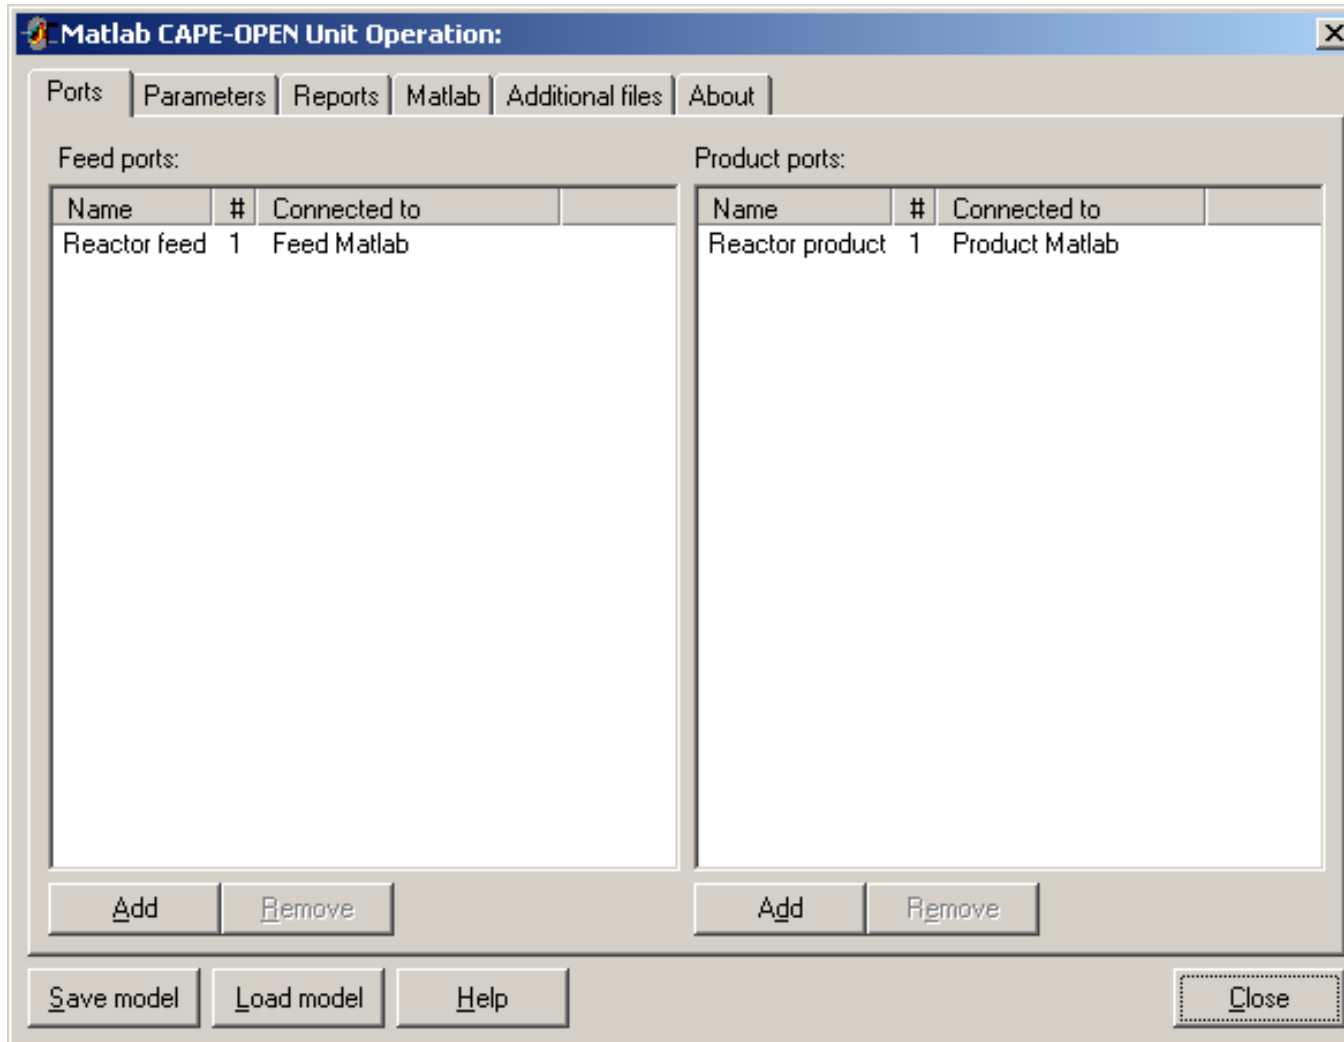 Matlab CAPE-OPEN Unit Operation:
Ports Parameters Reports Matlab Additional files About
Feed ports:
Name # Connected to
Reactor feed 1 Feed Matlab
Add Remove
Product ports:
Name # Connected to
Reactor product 1 Product Matlab
Add Remove
Save model Load model Help Close